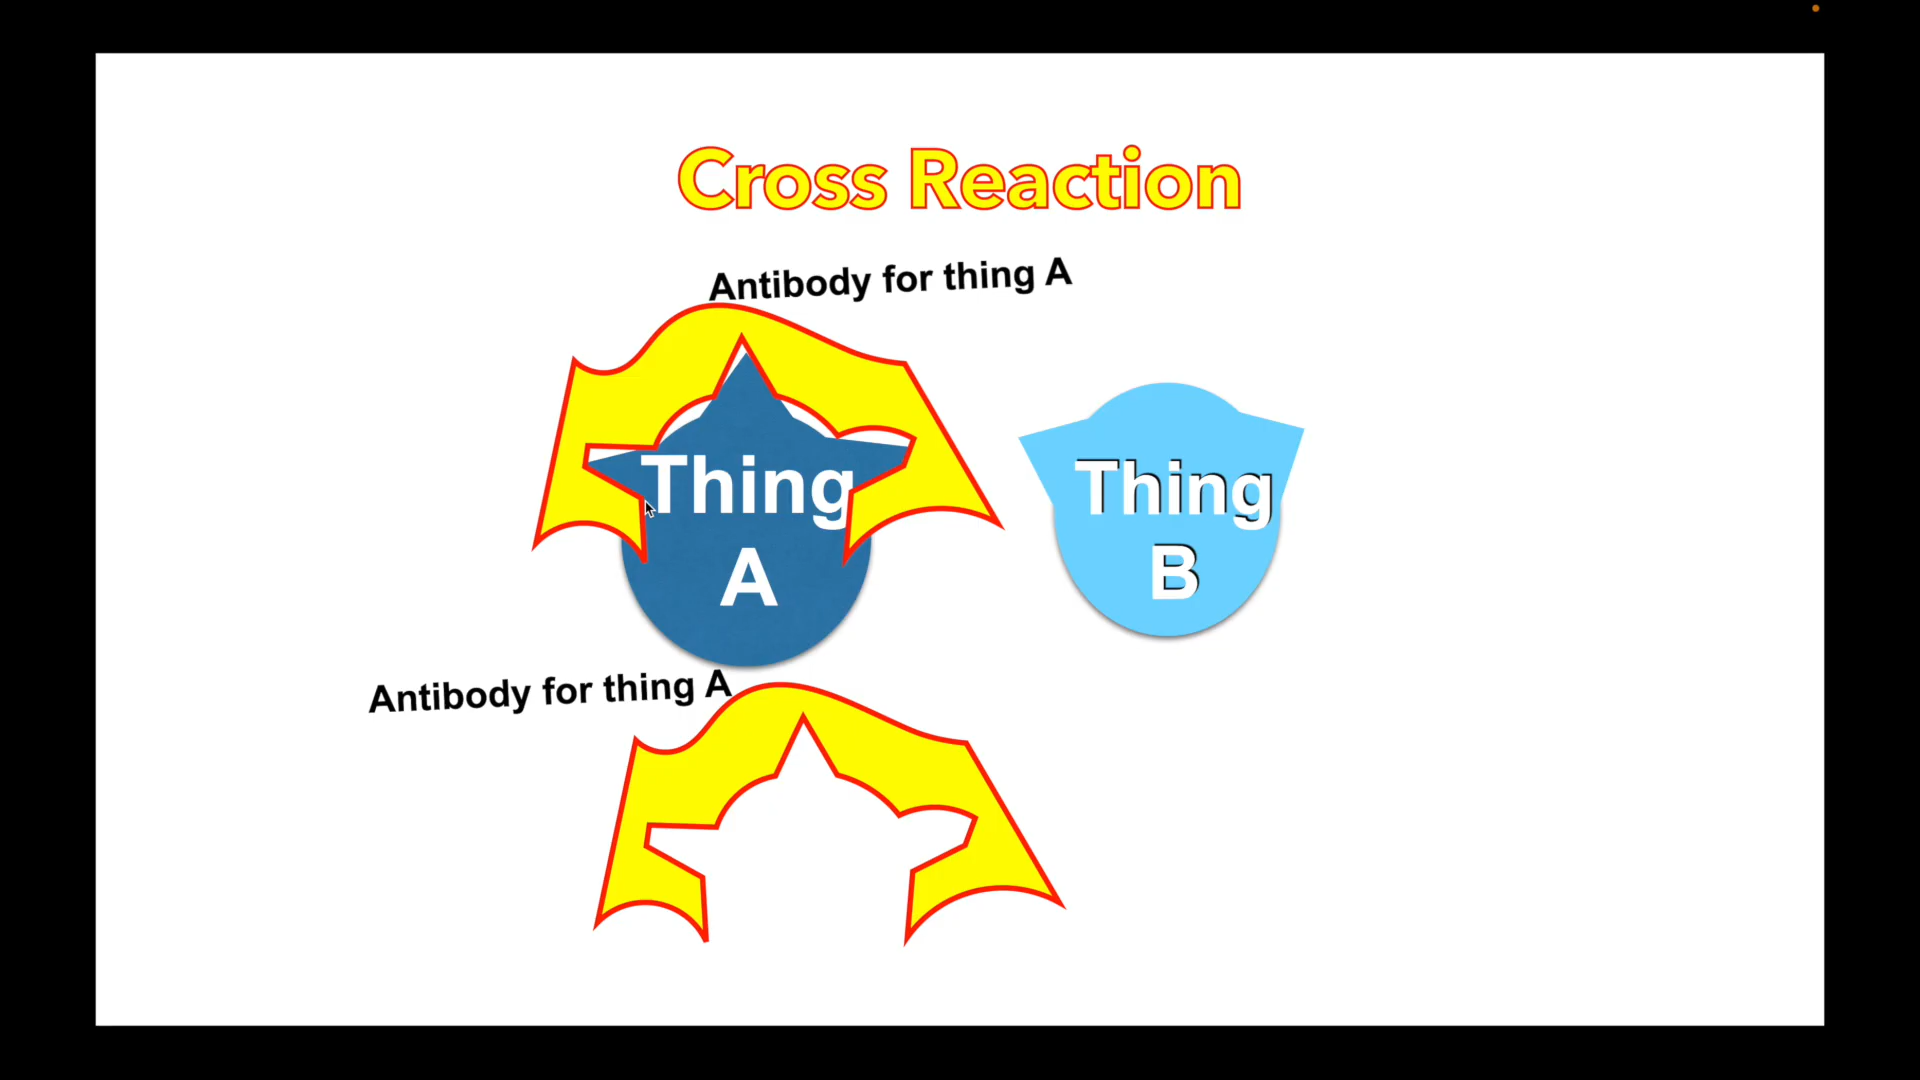 Cross Reaction
Antibody for thing A
Thing
A
Thing
B
Antibody for thing A